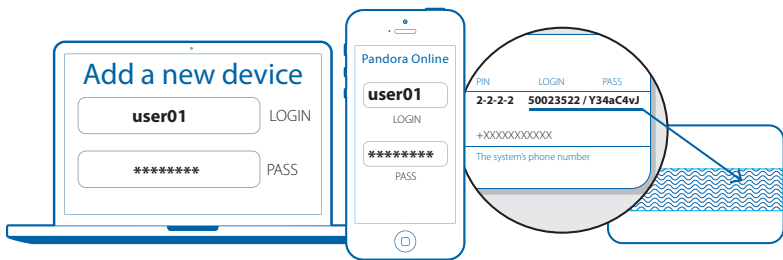 Add a new device
user01 LOGIN
******** PASS
Pandora Online
user01
LOGIN
********
PASS
PIN LOGIN PASS
2-2-2-2 50023522 / Y34aC4vJ
+XXXXXXXXXXX
The system's phone number